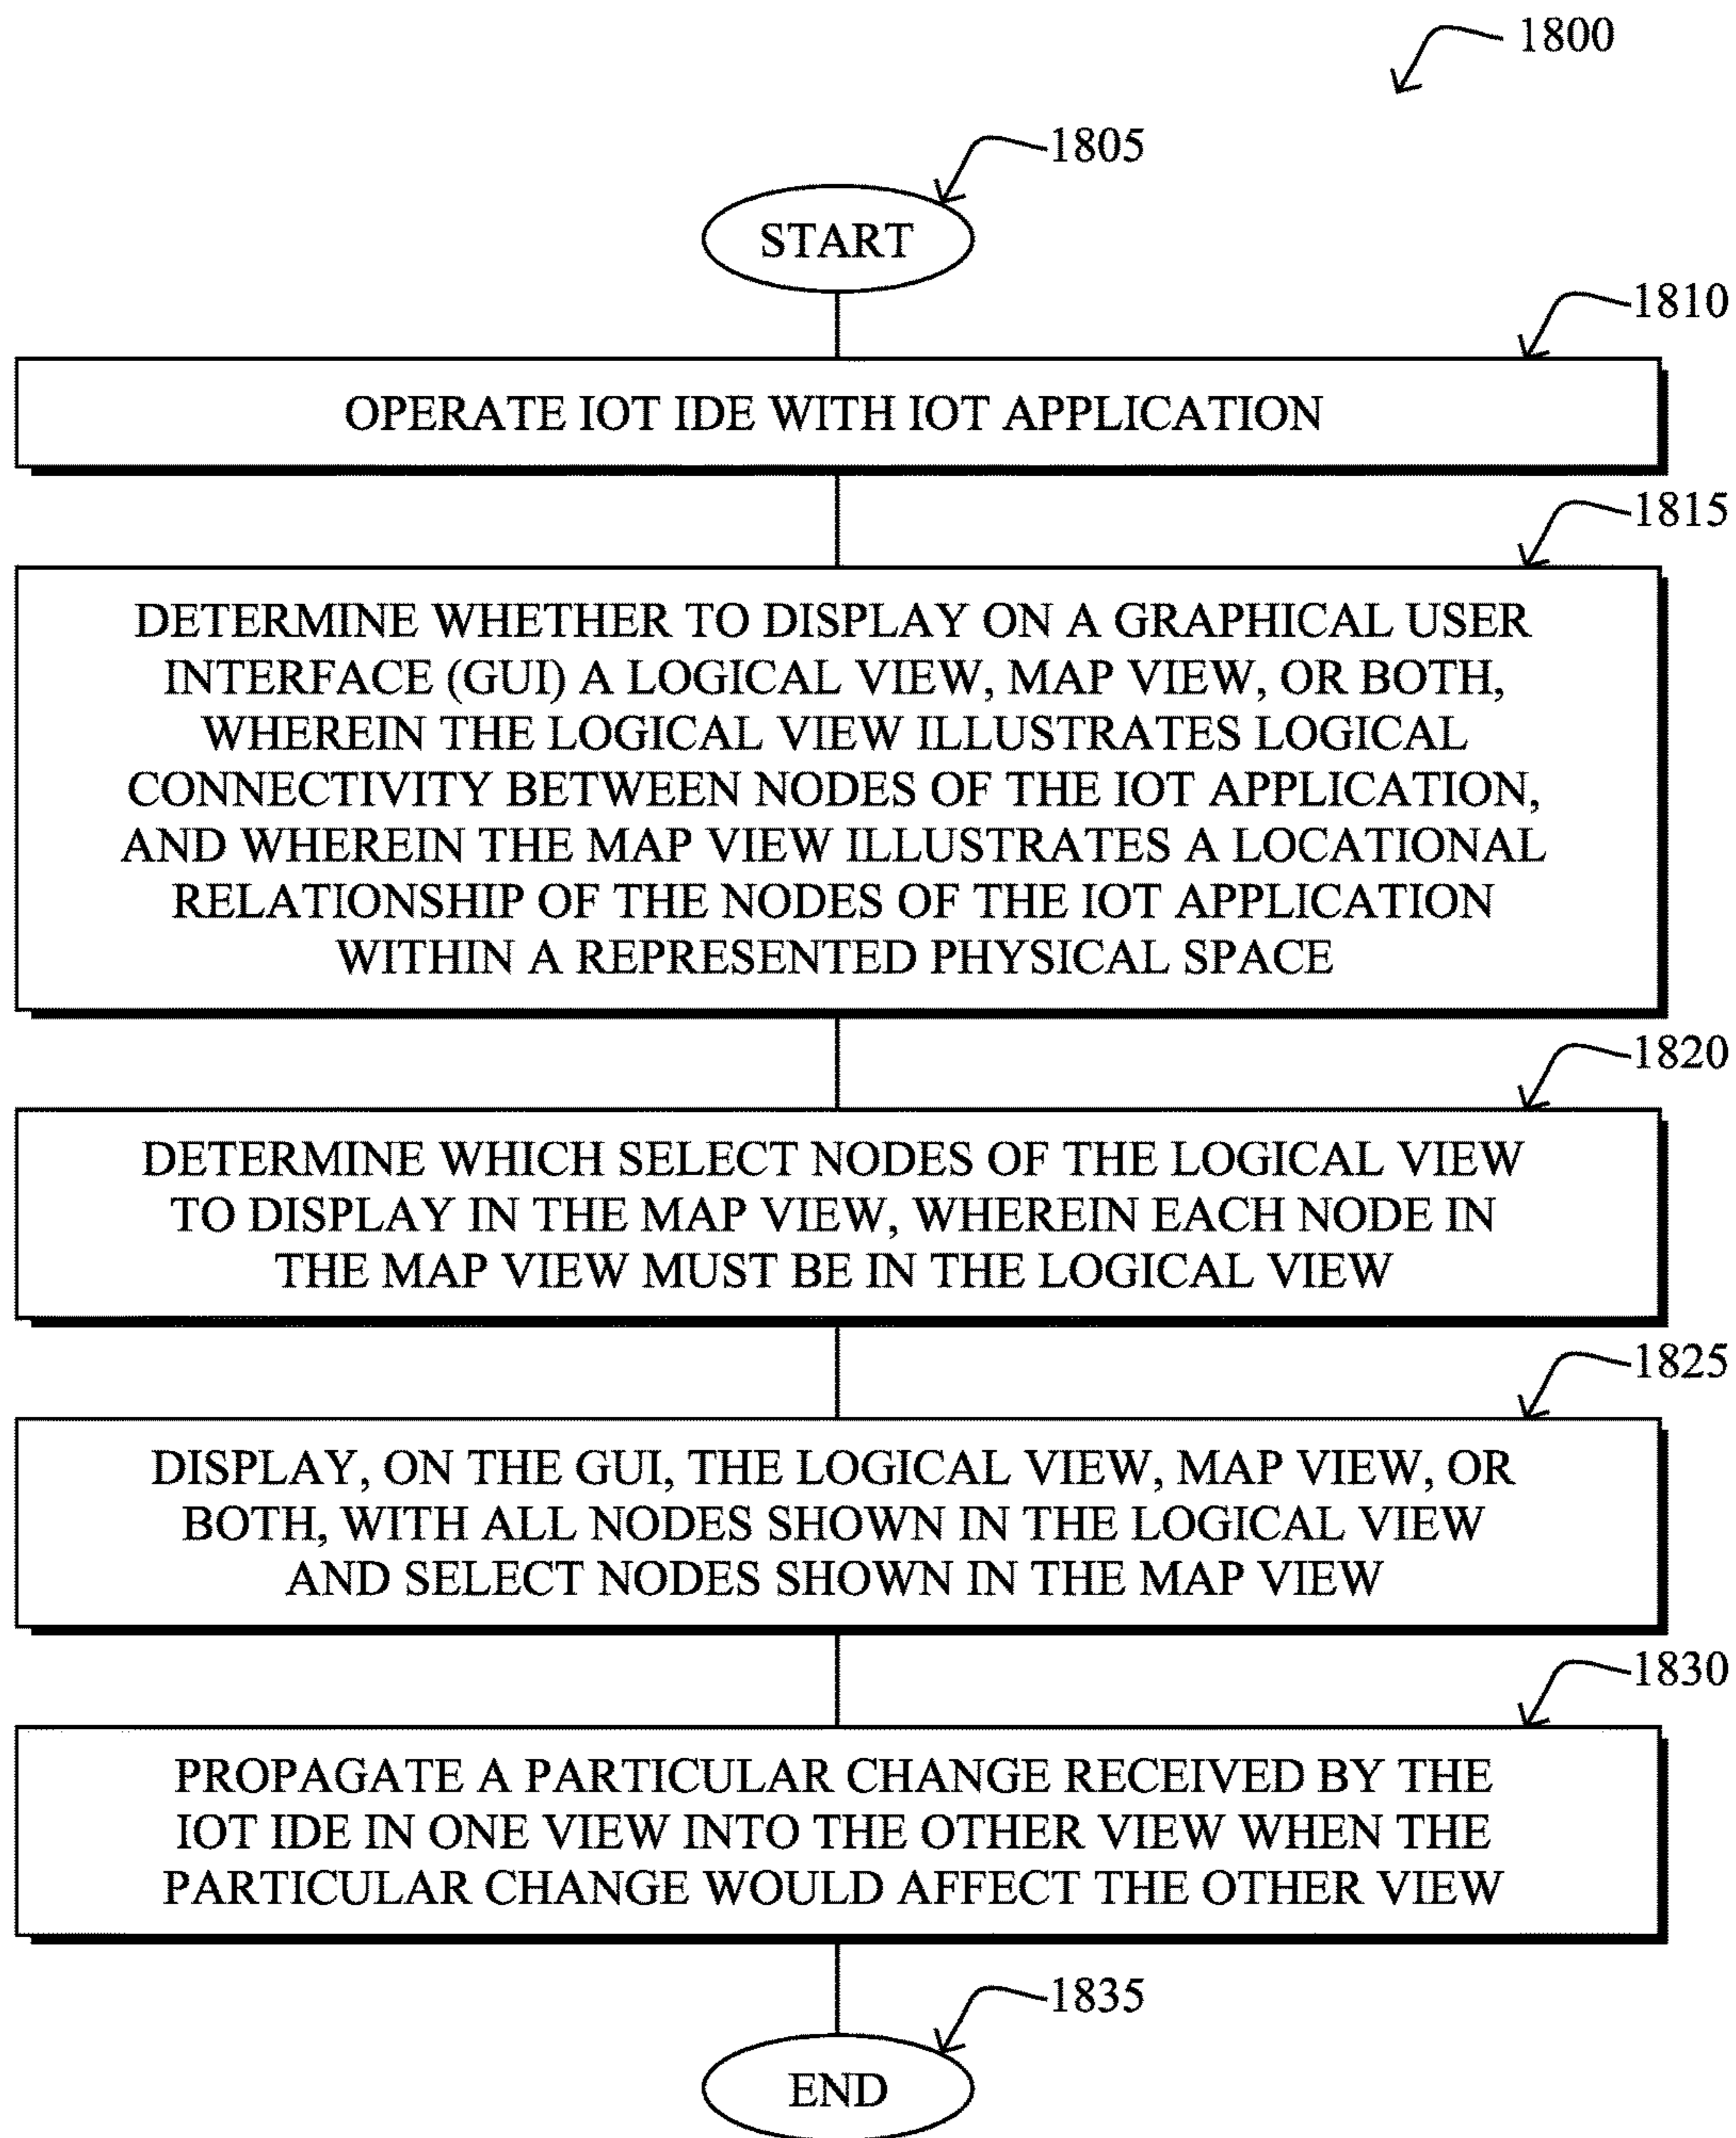 1800
1805
START
1810
OPERATE IOT IDE WITH IOT APPLICATION
1815
DETERMINE WHETHER TO DISPLAY ON A GRAPHICAL USER
INTERFACE (GUI) A LOGICAL VIEW, MAP VIEW, OR BOTH,
WHEREIN THE LOGICAL VIEW ILLUSTRATES LOGICAL
CONNECTIVITY BETWEEN NODES OF THE IOT APPLICATION,
AND WHEREIN THE MAP VIEW ILLUSTRATES A LOCATIONAL
RELATIONSHIP OF THE NODES OF THE IOT APPLICATION
WITHIN A REPRESENTED PHYSICAL SPACE
1820
DETERMINE WHICH SELECT NODES OF THE LOGICAL VIEW
TO DISPLAY IN THE MAP VIEW, WHEREIN EACH NODE IN
THE MAP VIEW MUST BE IN THE LOGICAL VIEW
1825
DISPLAY, ON THE GUI, THE LOGICAL VIEW, MAP VIEW, OR
BOTH, WITH ALL NODES SHOWN IN THE LOGICAL VIEW
AND SELECT NODES SHOWN IN THE MAP VIEW
1830
PROPAGATE A PARTICULAR CHANGE RECEIVED BY THE
IOT IDE IN ONE VIEW INTO THE OTHER VIEW WHEN THE
PARTICULAR CHANGE WOULD AFFECT THE OTHER VIEW
1835
END